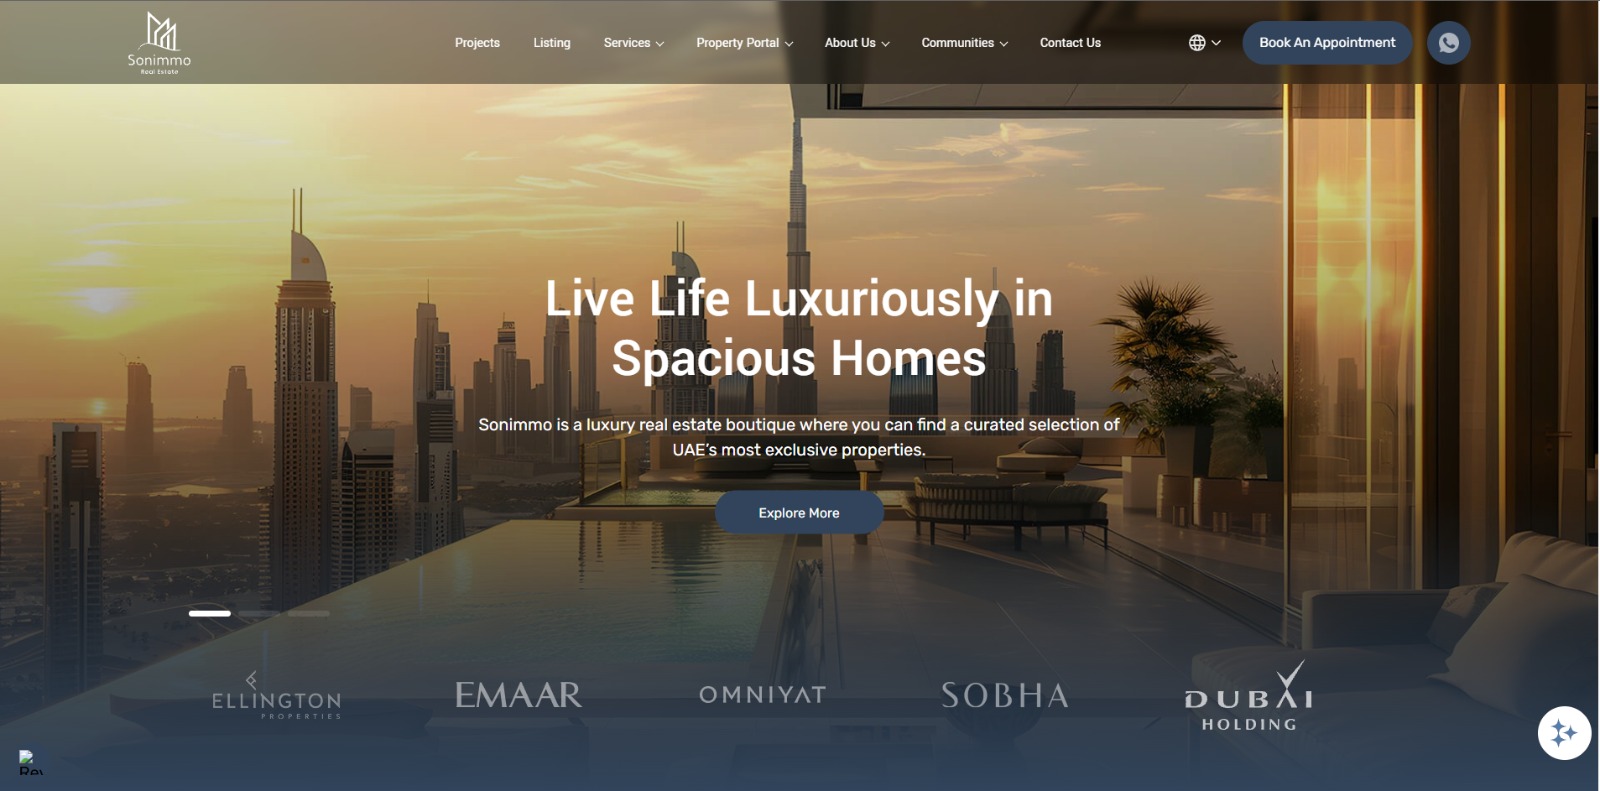 Sonimmo
Real Estate
Projects
Listing
Services
Property Portal
About Us
Communities
Contact Us
Book An Appointment
Live Life Luxuriously in
Spacious Homes
Sonimmo is a luxury real estate boutique where you can find a curated selection of
UAE’s most exclusive properties.
Explore More
ELLINGTON
PROPERTIES
EMAAR
OMNIYAT
SOBHA
DUBAI
HOLDING